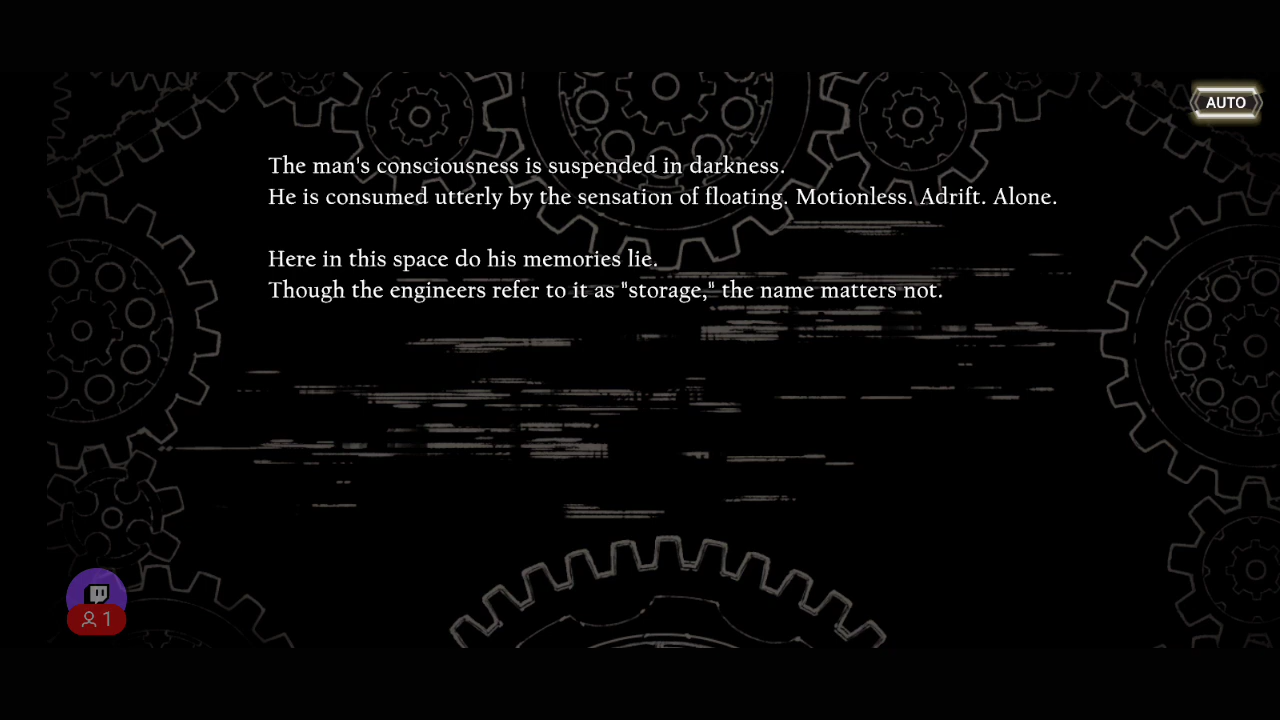 AUTO
The man's consciousness is suspended in darkness.
He is consumed utterly by the sensation of floating. Motionless. Adrift. Alone.
Here in this space do his memories lie.
Though the engineers refer to it as "storage," the name matters not.
1